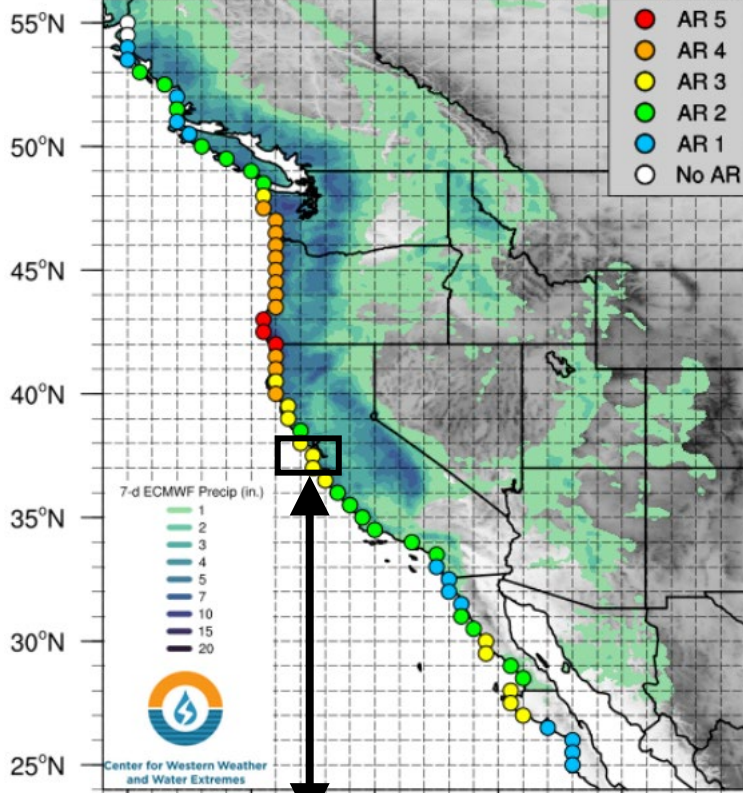 55°N
50°N
45°N
40°N
35°N
30°N
25°N
AR 5
AR 4
AR 3
AR 2
AR 1
No AR
7-d ECMWF Precip (in.)
1
2
3
4
5
7
10
15
20
Center for Western Weather
and Water Extremes